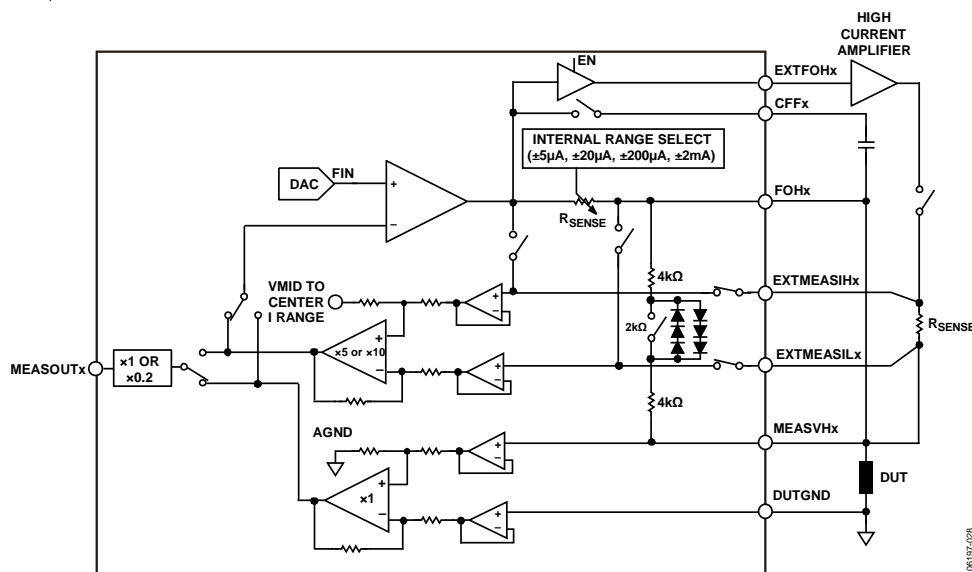 HIGH
CURRENT
AMPLIFIER
EN
EXTFOHx
CFFx
INTERNAL RANGE SELECT
(±5µA, ±20µA, ±200µA, ±2mA)
DAC
FIN
+
–
RSENSE
FOHx
4kΩ
VMID TO
CENTER
I RANGE
+
–
EXTMEASIHx
2kΩ
RSENSE
MEASOUTx
×1 OR
×0.2
×5 or ×10
+
–
+
–
EXTMEASILx
4kΩ
AGND
+
–
MEASVHx
×1
+
–
DUT
+
–
DUTGND
06197-028